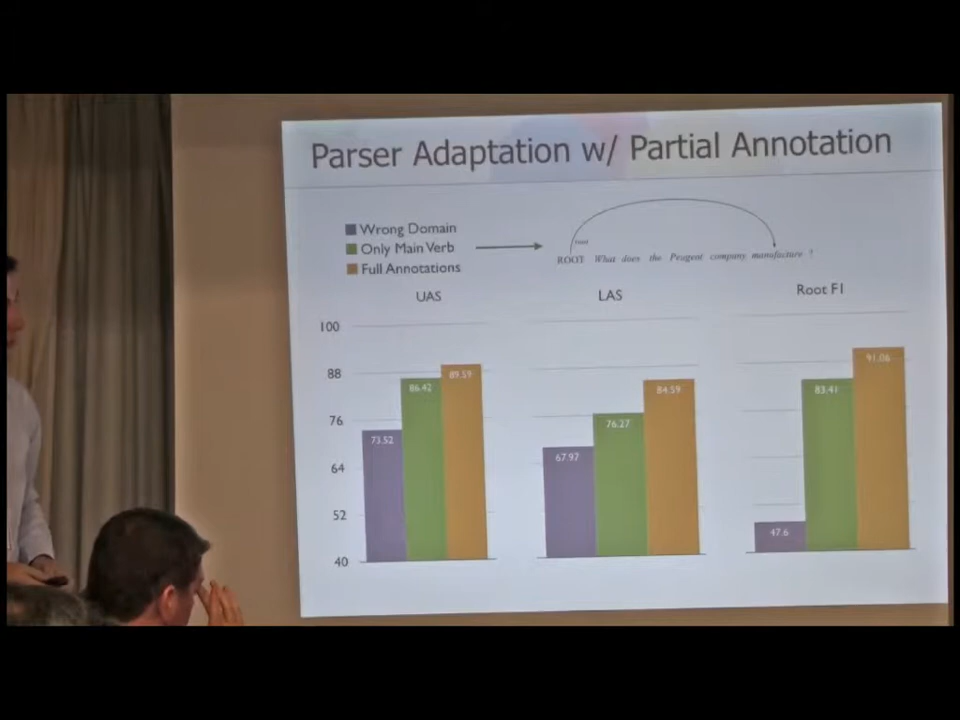 Parser Adaptation w/ Partial Annotation
Wrong Domain
Only Main Verb
Full Annotations
root
ROOT What does the Peugeot company manufacture ?
UAS
LAS
Root F1
100
88
76
64
52
40
73.52
86.42
89.59
67.97
76.27
84.59
47.6
83.41
91.06